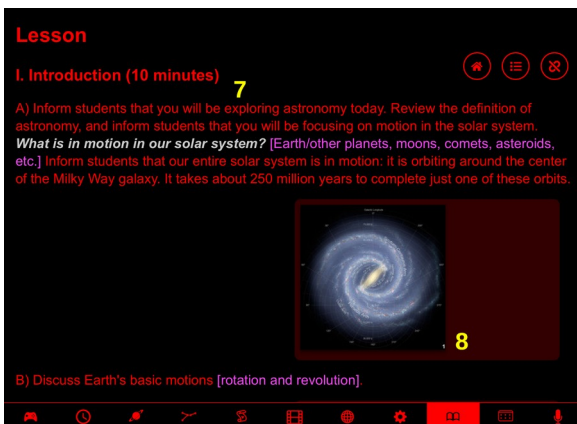 Lesson
I. Introduction (10 minutes)
7
A) Inform students that you will be exploring astronomy today. Review the definition of
astronomy, and inform students that you will be focusing on motion in the solar system.
What is in motion in our solar system? [Earth/other planets, moons, comets, asteroids,
etc.] Inform students that our entire solar system is in motion: it is orbiting around the center
of the Milky Way galaxy. It takes about 250 million years to complete just one of these orbits.
1
8
B) Discuss Earth's basic motions [rotation and revolution].